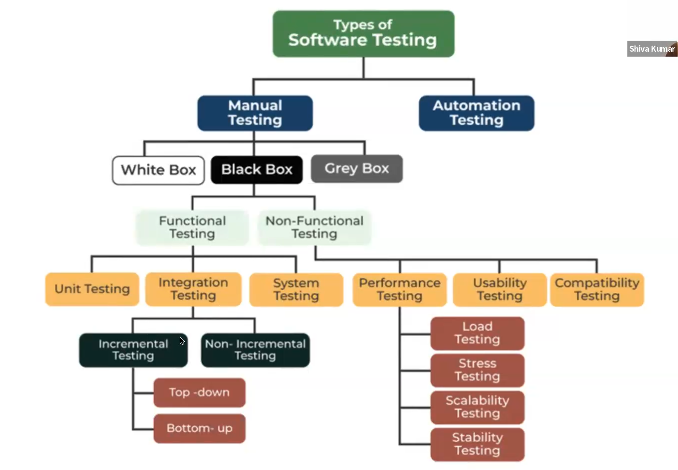 Types of
Software Testing
Shiva Kumar
Manual
Testing
Automation
Testing
White Box
Black Box
Grey Box
Functional
Testing
Non-Functional
Testing
Unit Testing
Integration
Testing
System
Testing
Performance
Testing
Usability
Testing
Compatibility
Testing
Incremental
Testing
Non- Incremental
Testing
Load
Testing
Stress
Testing
Top -down
Scalability
Testing
Bottom- up
Stability
Testing